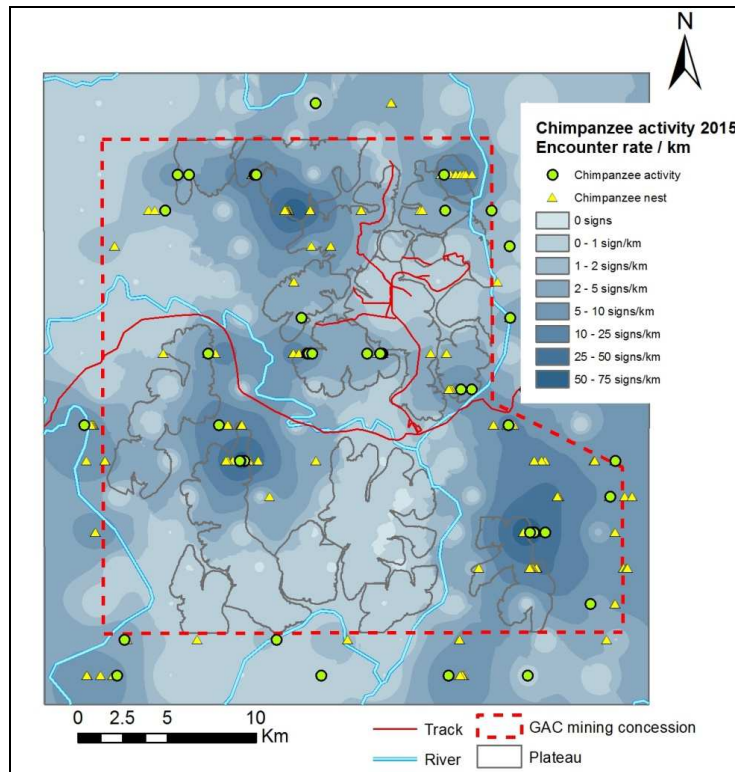 N
Chimpanzee activity 2015
Encounter rate / km
Chimpanzee activity
Chimpanzee nest
0 signs
0 - 1 sign/km
1 - 2 signs/km
2 - 5 signs/km
5 - 10 signs/km
10 - 25 signs/km
25 - 50 signs/km
50 - 75 signs/km
0 2.5 5 10
Km
Track
GAC mining concession
River
Plateau